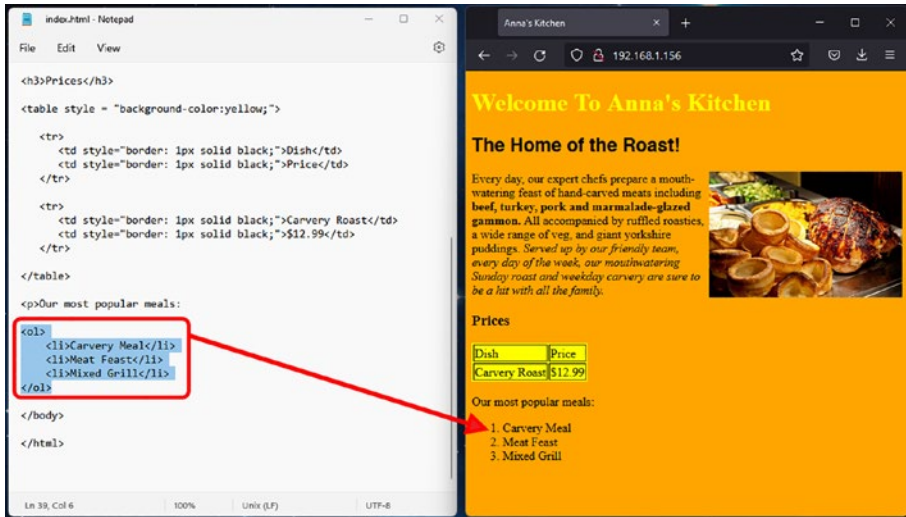 index.html - Notepad
File Edit View
<h3>Prices</h3>
<table style = "background-color:yellow;">
<tr>
<td style="border: 1px solid black;">Dish</td>
<td style="border: 1px solid black;">Price</td>
</tr>
<tr>
<td style="border: 1px solid black;">Carvery Roast</td>
<td style="border: 1px solid black;">$12.99</td>
</tr>
</table>
<p>Our most popular meals:
<ol>
<li>Carvery Meal</li>
<li>Meat Feast</li>
<li>Mixed Grill</li>
</ol>
</body>
</html>
Ln 39, Col 6 100% Unix (LF) UTF-8
Anna's Kitchen
192.168.1.156
Welcome To Anna's Kitchen
The Home of the Roast!
Every day, our expert chefs prepare a mouth-
watering feast of hand-carved meats including
beef, turkey, pork and marmalade-glazed
gammon. All accompanied by ruffled roasties,
a wide range of veg, and giant yorkshire
puddings. Served up by our friendly team,
every day of the week, our mouthwatering
Sunday roast and weekday carvery are sure to
be a hit with all the family.
Prices
Dish Price
Carvery Roast $12.99
Our most popular meals:
1. Carvery Meal
2. Meat Feast
3. Mixed Grill